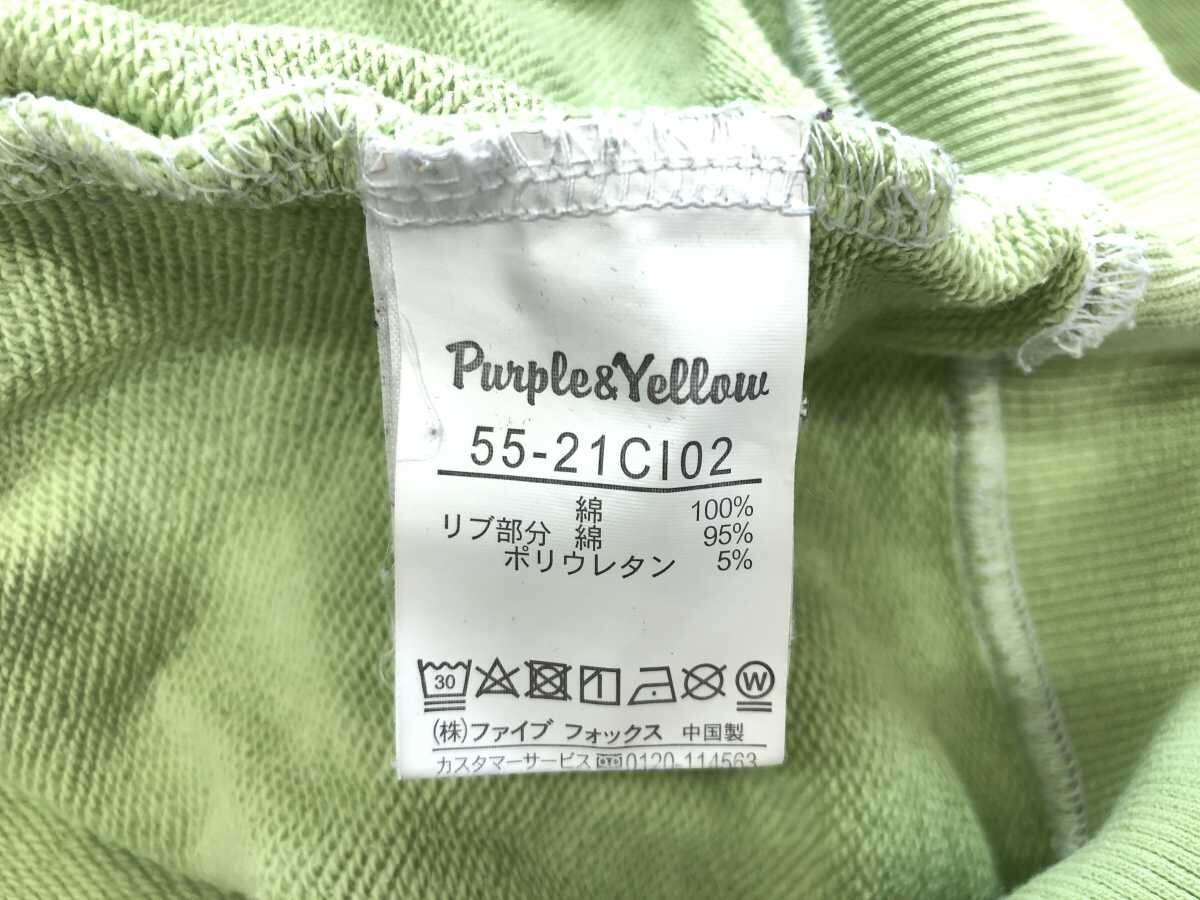 Purple&Yellow
55-21CI02
綿 100%
リブ部分 綿 95%
ポリウレタン 5%
30 W
(株)ファイブ フォックス 中国製
カスタマーサービス 0120-114563